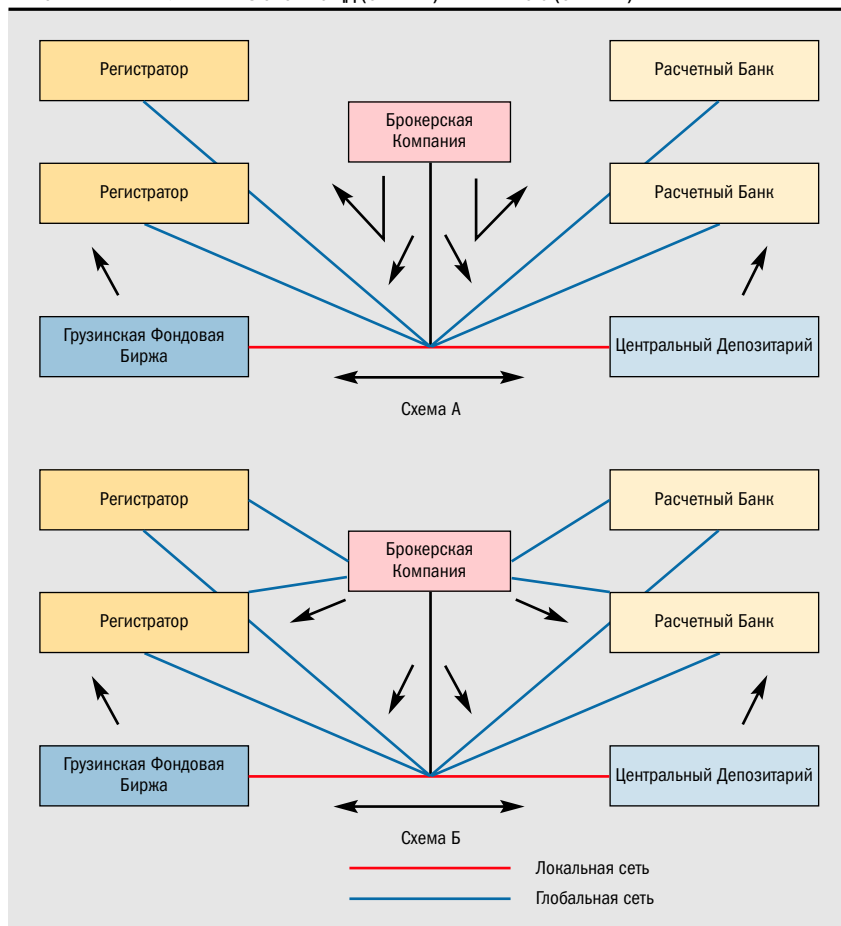 Регистратор
Расчетный Банк
Брокерская
Компания
Регистратор
Расчетный Банк
Грузинская Фондовая
Биржа
Центральный Депозитарий
Схема А
Регистратор
Расчетный Банк
Брокерская
Компания
Регистратор
Расчетный Банк
Грузинская Фондовая
Биржа
Центральный Депозитарий
Схема Б
Локальная сеть
Глобальная сеть